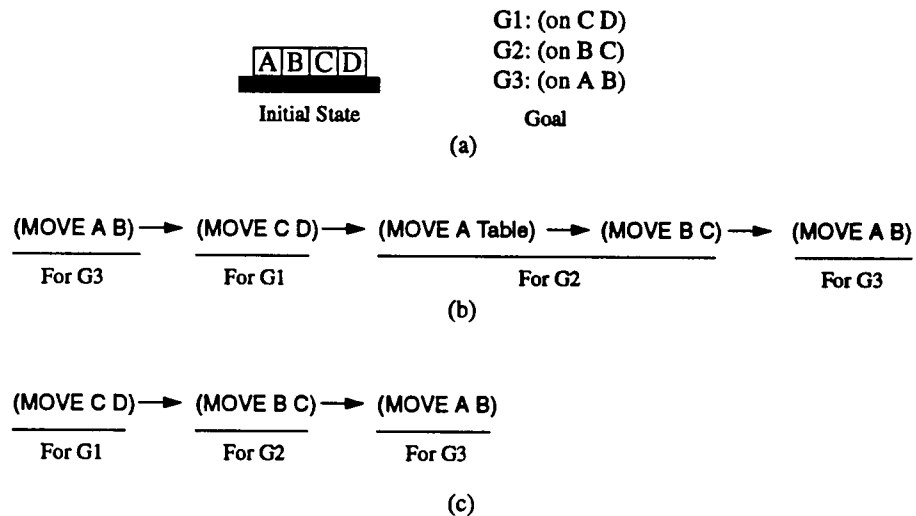 G1: (on C D)
A B C D
G2: (on B C)
G3: (on A B)
Initial State
Goal
(a)
(MOVE A B) (MOVE C D) (MOVE A Table) (MOVE B C) (MOVE A B)
For G3 For G1 For G2 For G3
(b)
(MOVE C D) (MOVE B C) (MOVE A B)
For G1 For G2 For G3
(c)